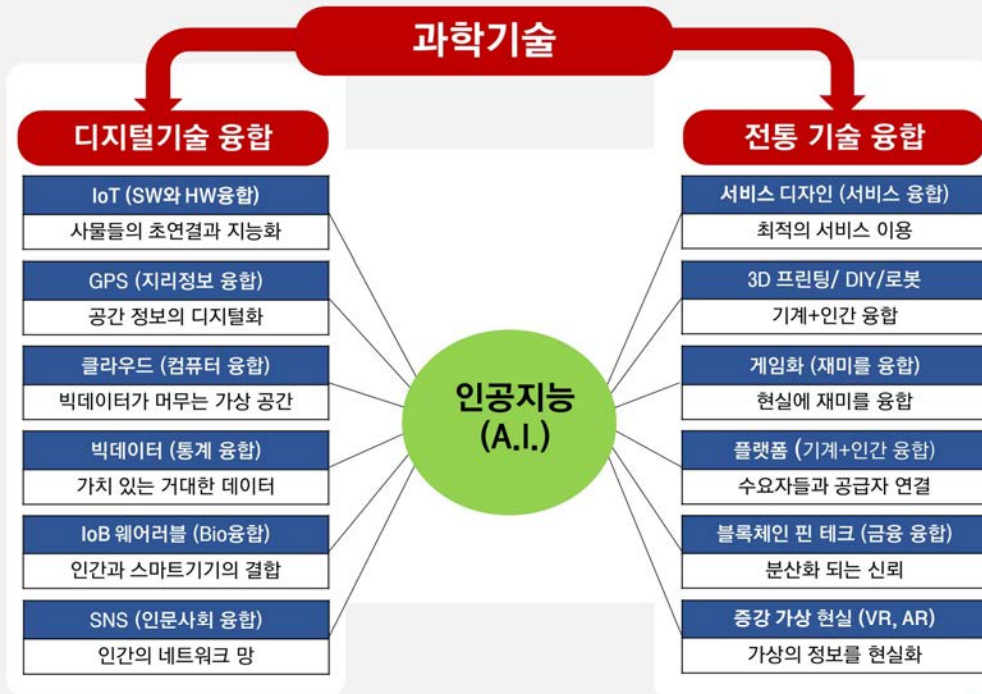 과학기술
디지털기술 융합
IoT (SW와 HW융합)
사물들의 초연결과 지능화
GPS (지리정보 융합)
공간 정보의 디지털화
클라우드 (컴퓨터 융합)
빅데이터가 머무는 가상 공간
빅데이터 (통계 융합)
가치 있는 거대한 데이터
IoB 웨어러블 (Bio융합)
인간과 스마트기기의 결합
SNS (인문사회 융합)
인간의 네트워크 망
인공지능
(A.I.)
전통 기술 융합
서비스 디자인 (서비스 융합)
최적의 서비스 이용
3D 프린팅/ DIY/로봇
기계+인간 융합
게임화 (재미를 융합)
현실에 재미를 융합
플랫폼 (기계+인간 융합)
수요자들과 공급자 연결
블록체인 핀 테크 (금융 융합)
분산화 되는 신뢰
증강 가상 현실 (VR, AR)
가상의 정보를 현실화